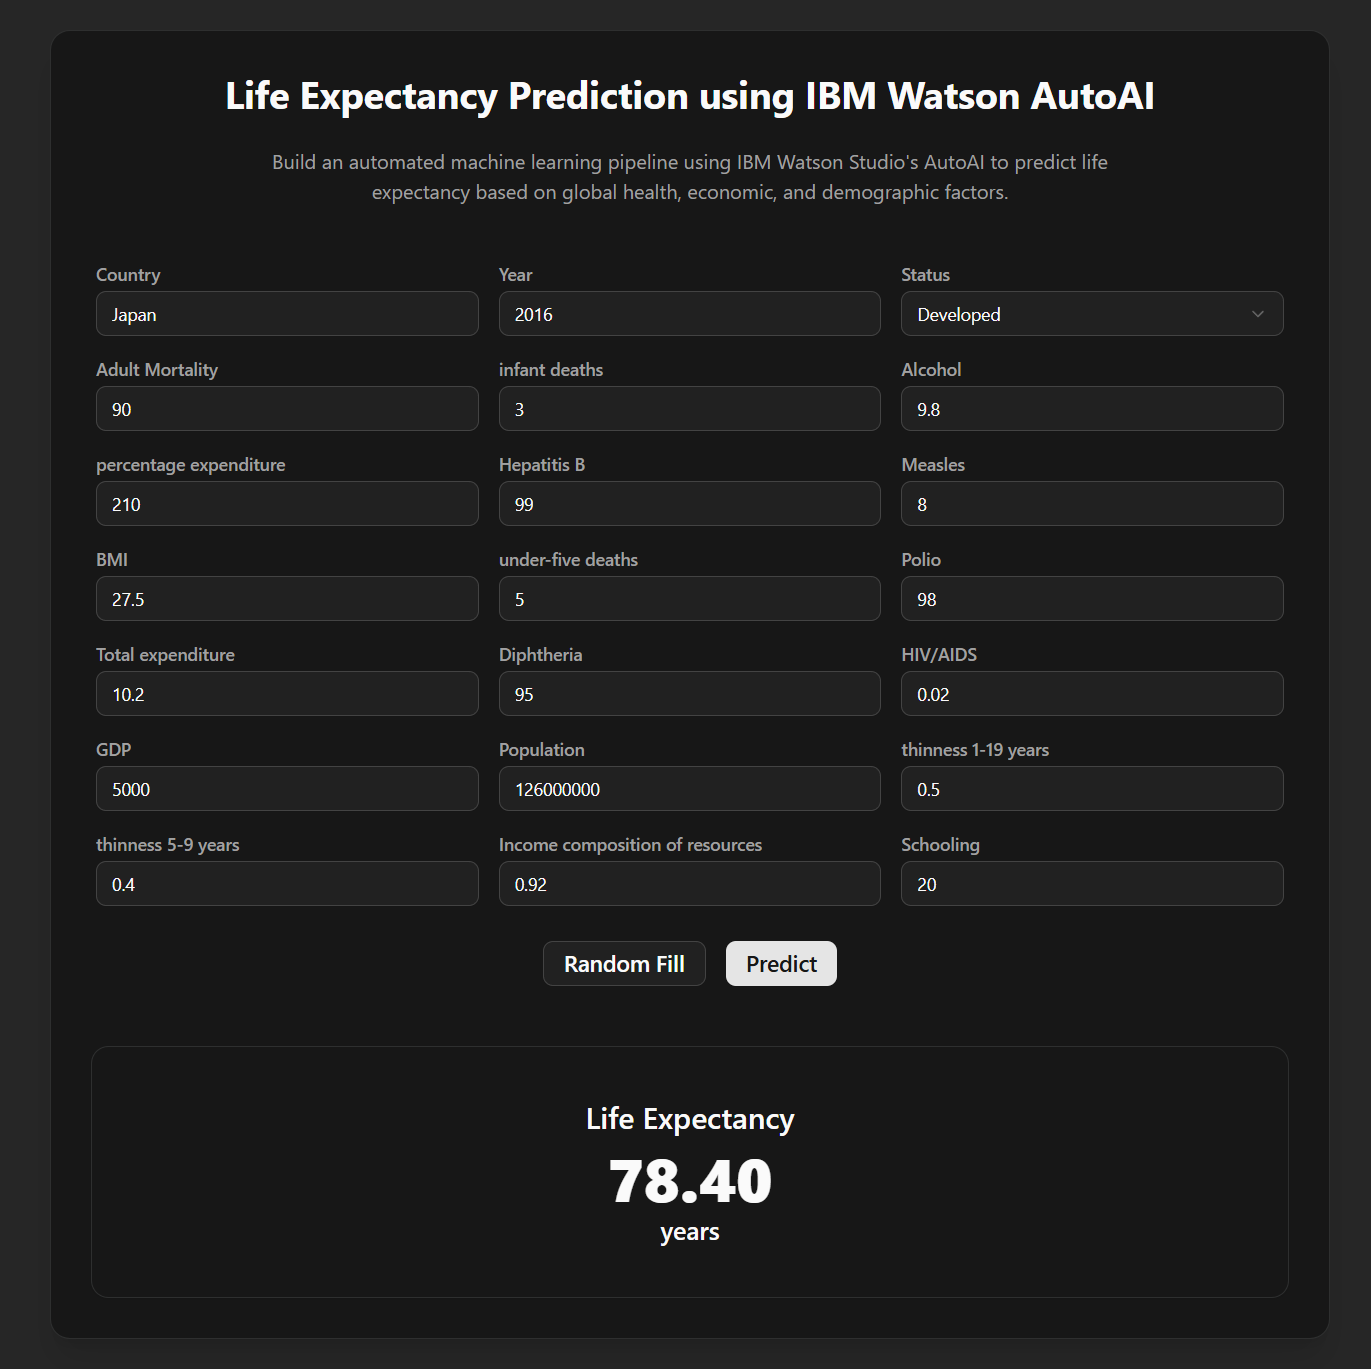 Life Expectancy Prediction using IBM Watson AutoAI
Build an automated machine learning pipeline using IBM Watson Studio's AutoAI to predict life
expectancy based on global health, economic, and demographic factors.
Country
Year
Status
Japan
2016
Developed
Adult Mortality
infant deaths
Alcohol
90
3
9.8
percentage expenditure
Hepatitis B
Measles
210
99
8
BMI
under-five deaths
Polio
27.5
5
98
Total expenditure
Diphtheria
HIV/AIDS
10.2
95
0.02
GDP
Population
thinness 1-19 years
5000
126000000
0.5
thinness 5-9 years
Income composition of resources
Schooling
0.4
0.92
20
Random Fill
Predict
Life Expectancy
78.40
years